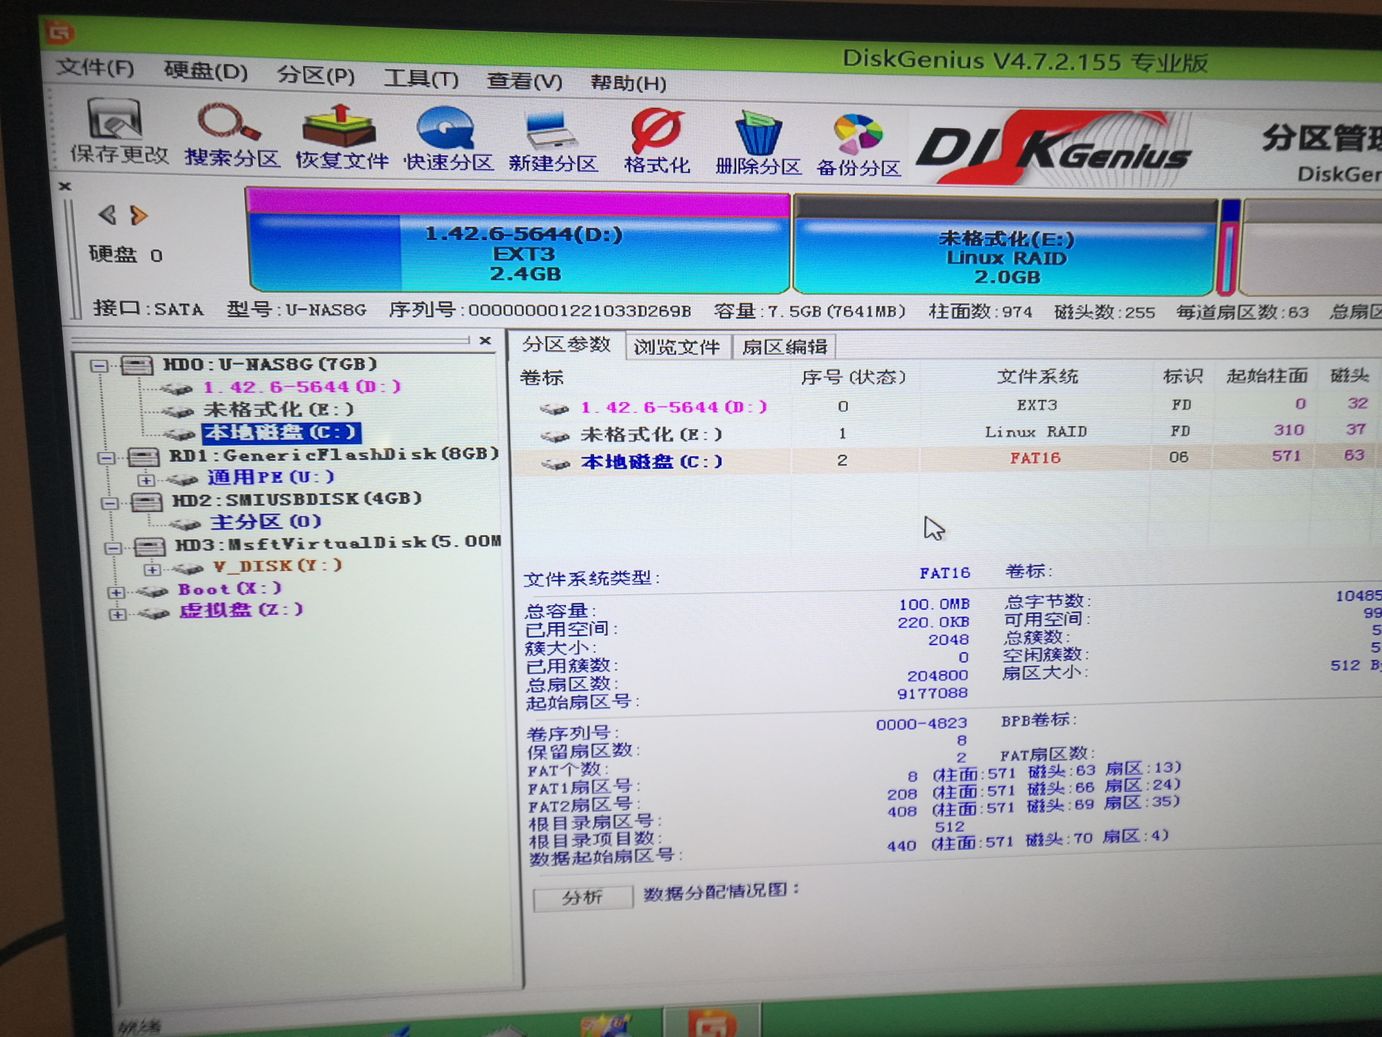 DiskGenius V4.7.2.155 专业版
文件(F) 硬盘(D) 分区(P) 工具(T) 查看(V) 帮助(H)
保存更改 搜索分区 恢复文件 快速分区 新建分区 格式化 删除分区 备份分区
DISKGenius
分区管理
DiskGen
硬盘 0
1.42.6-5644(D:)
EXT3
2.4GB
未格式化(E:)
Linux RAID
2.0GB
接口:SATA 型号:U-NAS8G 序列号:000000001221033D269B 容量:7.5GB(7641MB) 柱面数:974 磁头数:255 每道扇区数:63 总扇区
HD0:U-NAS8G(7GB)
1.42.6-5644(D:)
未格式化(E:)
本地磁盘(C:)
RD1:GenericFlashDisk(8GB)
通用PE(U:)
HD2:SMIUSBDISK(4GB)
主分区(0)
HD3:MsftVirtualDisk(5.00M
V_DISK(Y:)
Boot(X:)
虚拟盘(Z:)
分区参数 浏览文件 扇区编辑
卷标 序号(状态) 文件系统 标识 起始柱面 磁头
1.42.6-5644(D:) 0 EXT3 FD 0 32
未格式化(E:) 1 Linux RAID FD 310 37
本地磁盘(C:) 2 FAT16 06 571 63
文件系统类型: FAT16 卷标:
总容量: 100.0MB 总字节数: 10485
已用空间: 220.0KB 可用空间: 99
簇大小: 2048 总簇数: 5
已用簇数: 0 空闲簇数: 5
总扇区数: 204800 扇区大小: 512 B
起始扇区号: 9177088
卷序列号: 0000-4823 BPB卷标:
保留扇区数: 8
FAT个数: 2 FAT扇区数:
FAT1扇区号: 8 (柱面:571 磁头:63 扇区:13)
FAT2扇区号: 208 (柱面:571 磁头:66 扇区:24)
根目录扇区号: 408 (柱面:571 磁头:69 扇区:35)
根目录项目数: 512
数据起始扇区号: 440 (柱面:571 磁头:70 扇区:4)
分析 数据分配情况图:
就绪